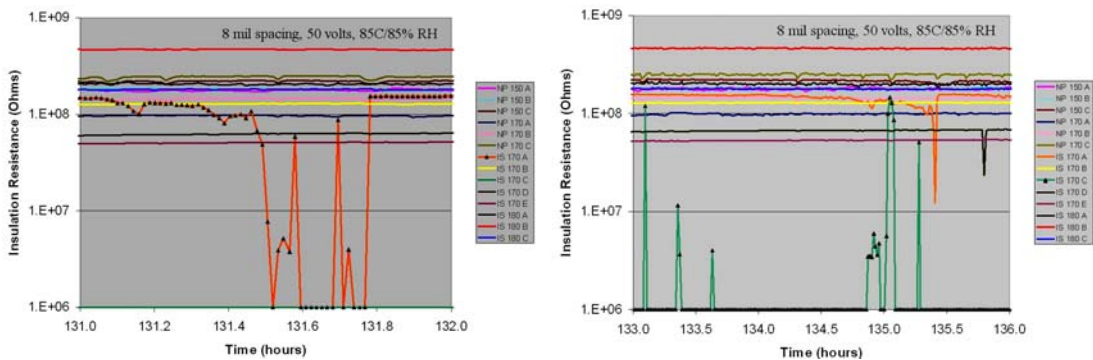 8 mil spacing, 50 volts, 85C/85% RH
Insulation Resistance (Ohms)
1.E+09
1.E+08
1.E+07
1.E+06
131.0 131.2 131.4 131.6 131.8 132.0
Time (hours)
NP 150 A
NP 150 B
NP 150 C
NP 170 A
NP 170 B
NP 170 C
IS 170 A
IS 170 B
IS 170 C
IS 170 D
IS 170 E
IS 180 A
IS 180 B
IS 180 C
8 mil spacing, 50 volts, 85C/85% RH
Insulation Resistance (Ohms)
1.E+09
1.E+08
1.E+07
1.E+06
133.0 133.5 134.0 134.5 135.0 135.5 136.0
Time (hours)
NP 150 A
NP 150 B
NP 150 C
NP 170 A
NP 170 B
NP 170 C
IS 170 A
IS 170 B
IS 170 C
IS 170 D
IS 170 E
IS 180 A
IS 180 B
IS 180 C